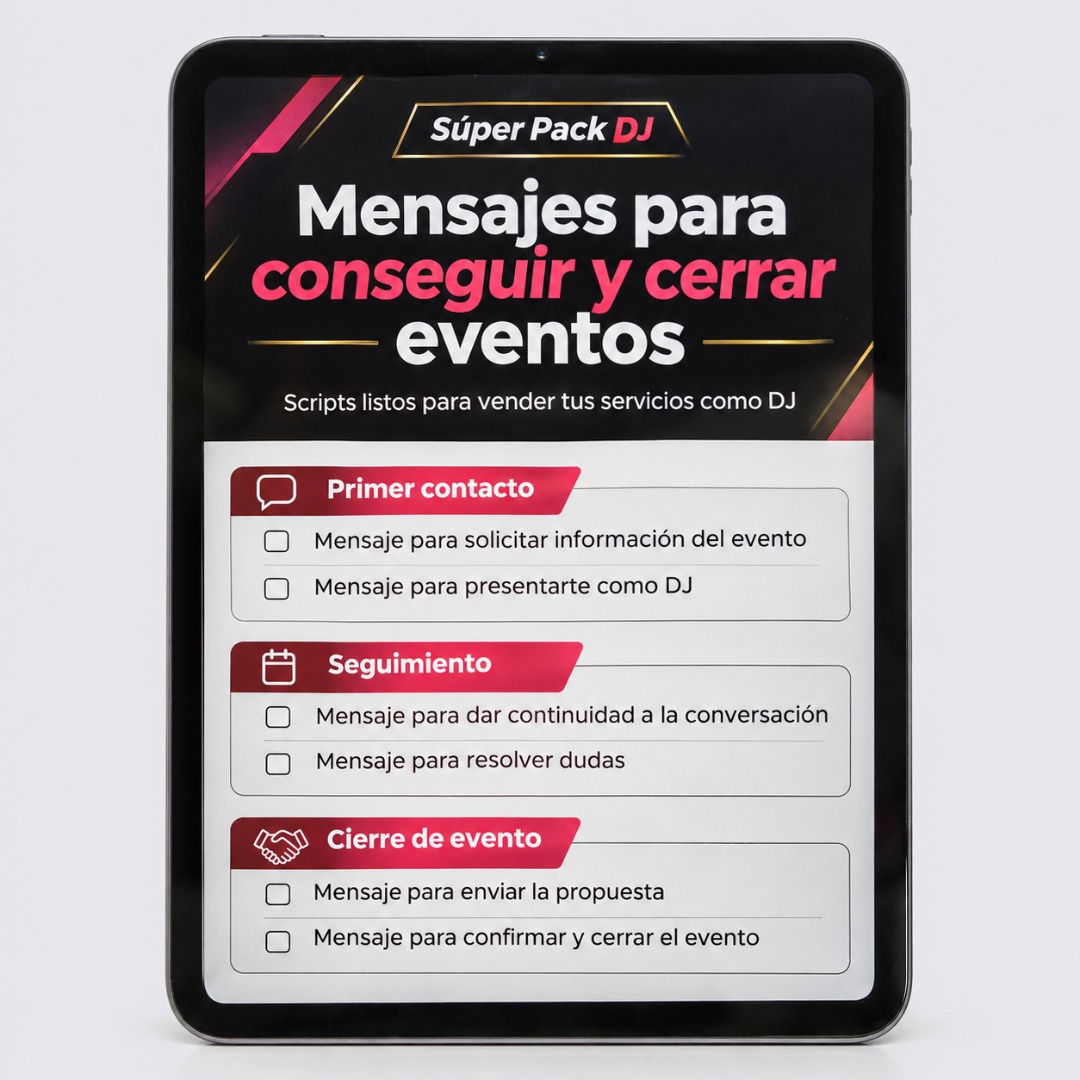 Súper Pack DJ
Mensajes para
conseguir y cerrar
eventos
Scripts listos para vender tus servicios como DJ
Primer contacto
Mensaje para solicitar información del evento
Mensaje para presentarte como DJ
Seguimiento
Mensaje para dar continuidad a la conversación
Mensaje para resolver dudas
Cierre de evento
Mensaje para enviar la propuesta
Mensaje para confirmar y cerrar el evento